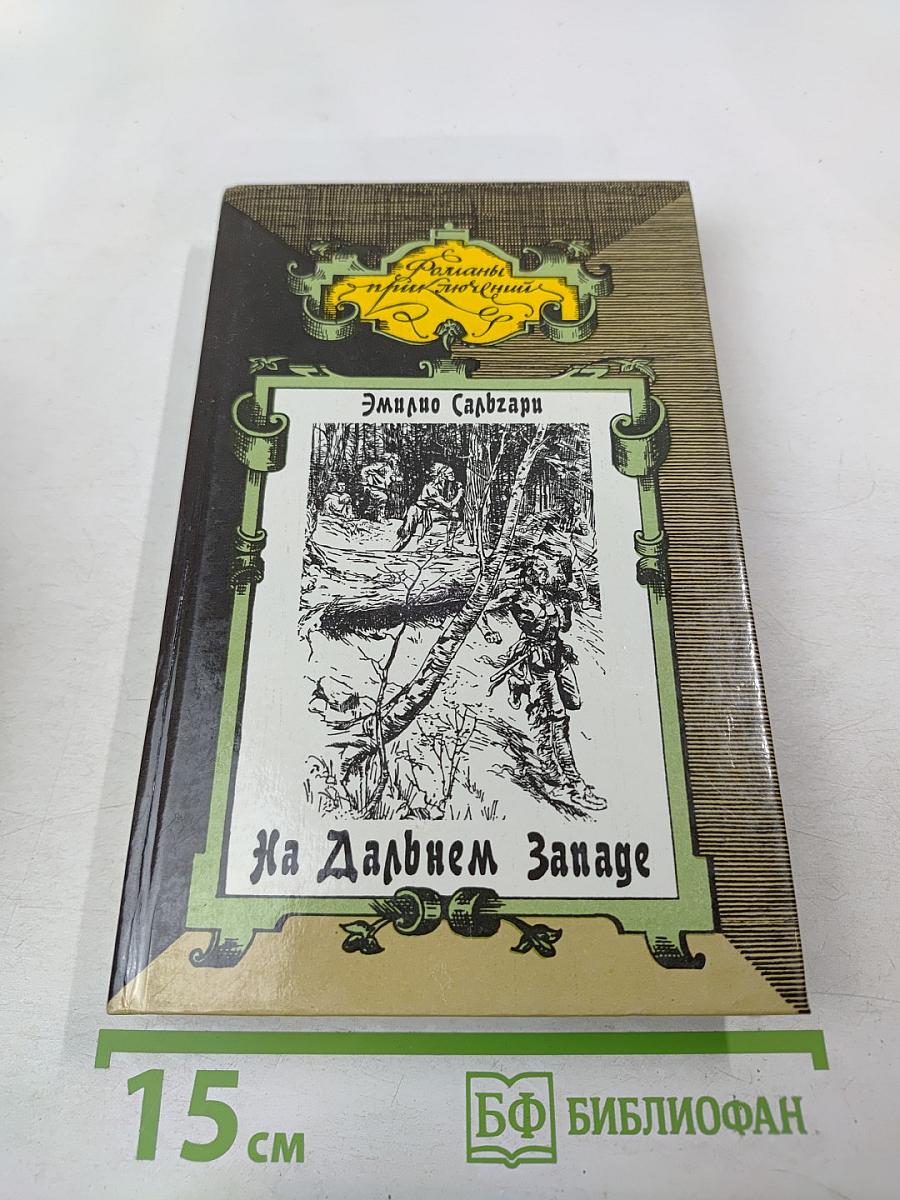 Романы
приключений
Эмилио Сальгари
На Дальнем Западе
15 см
БФ БИБЛИОФАН